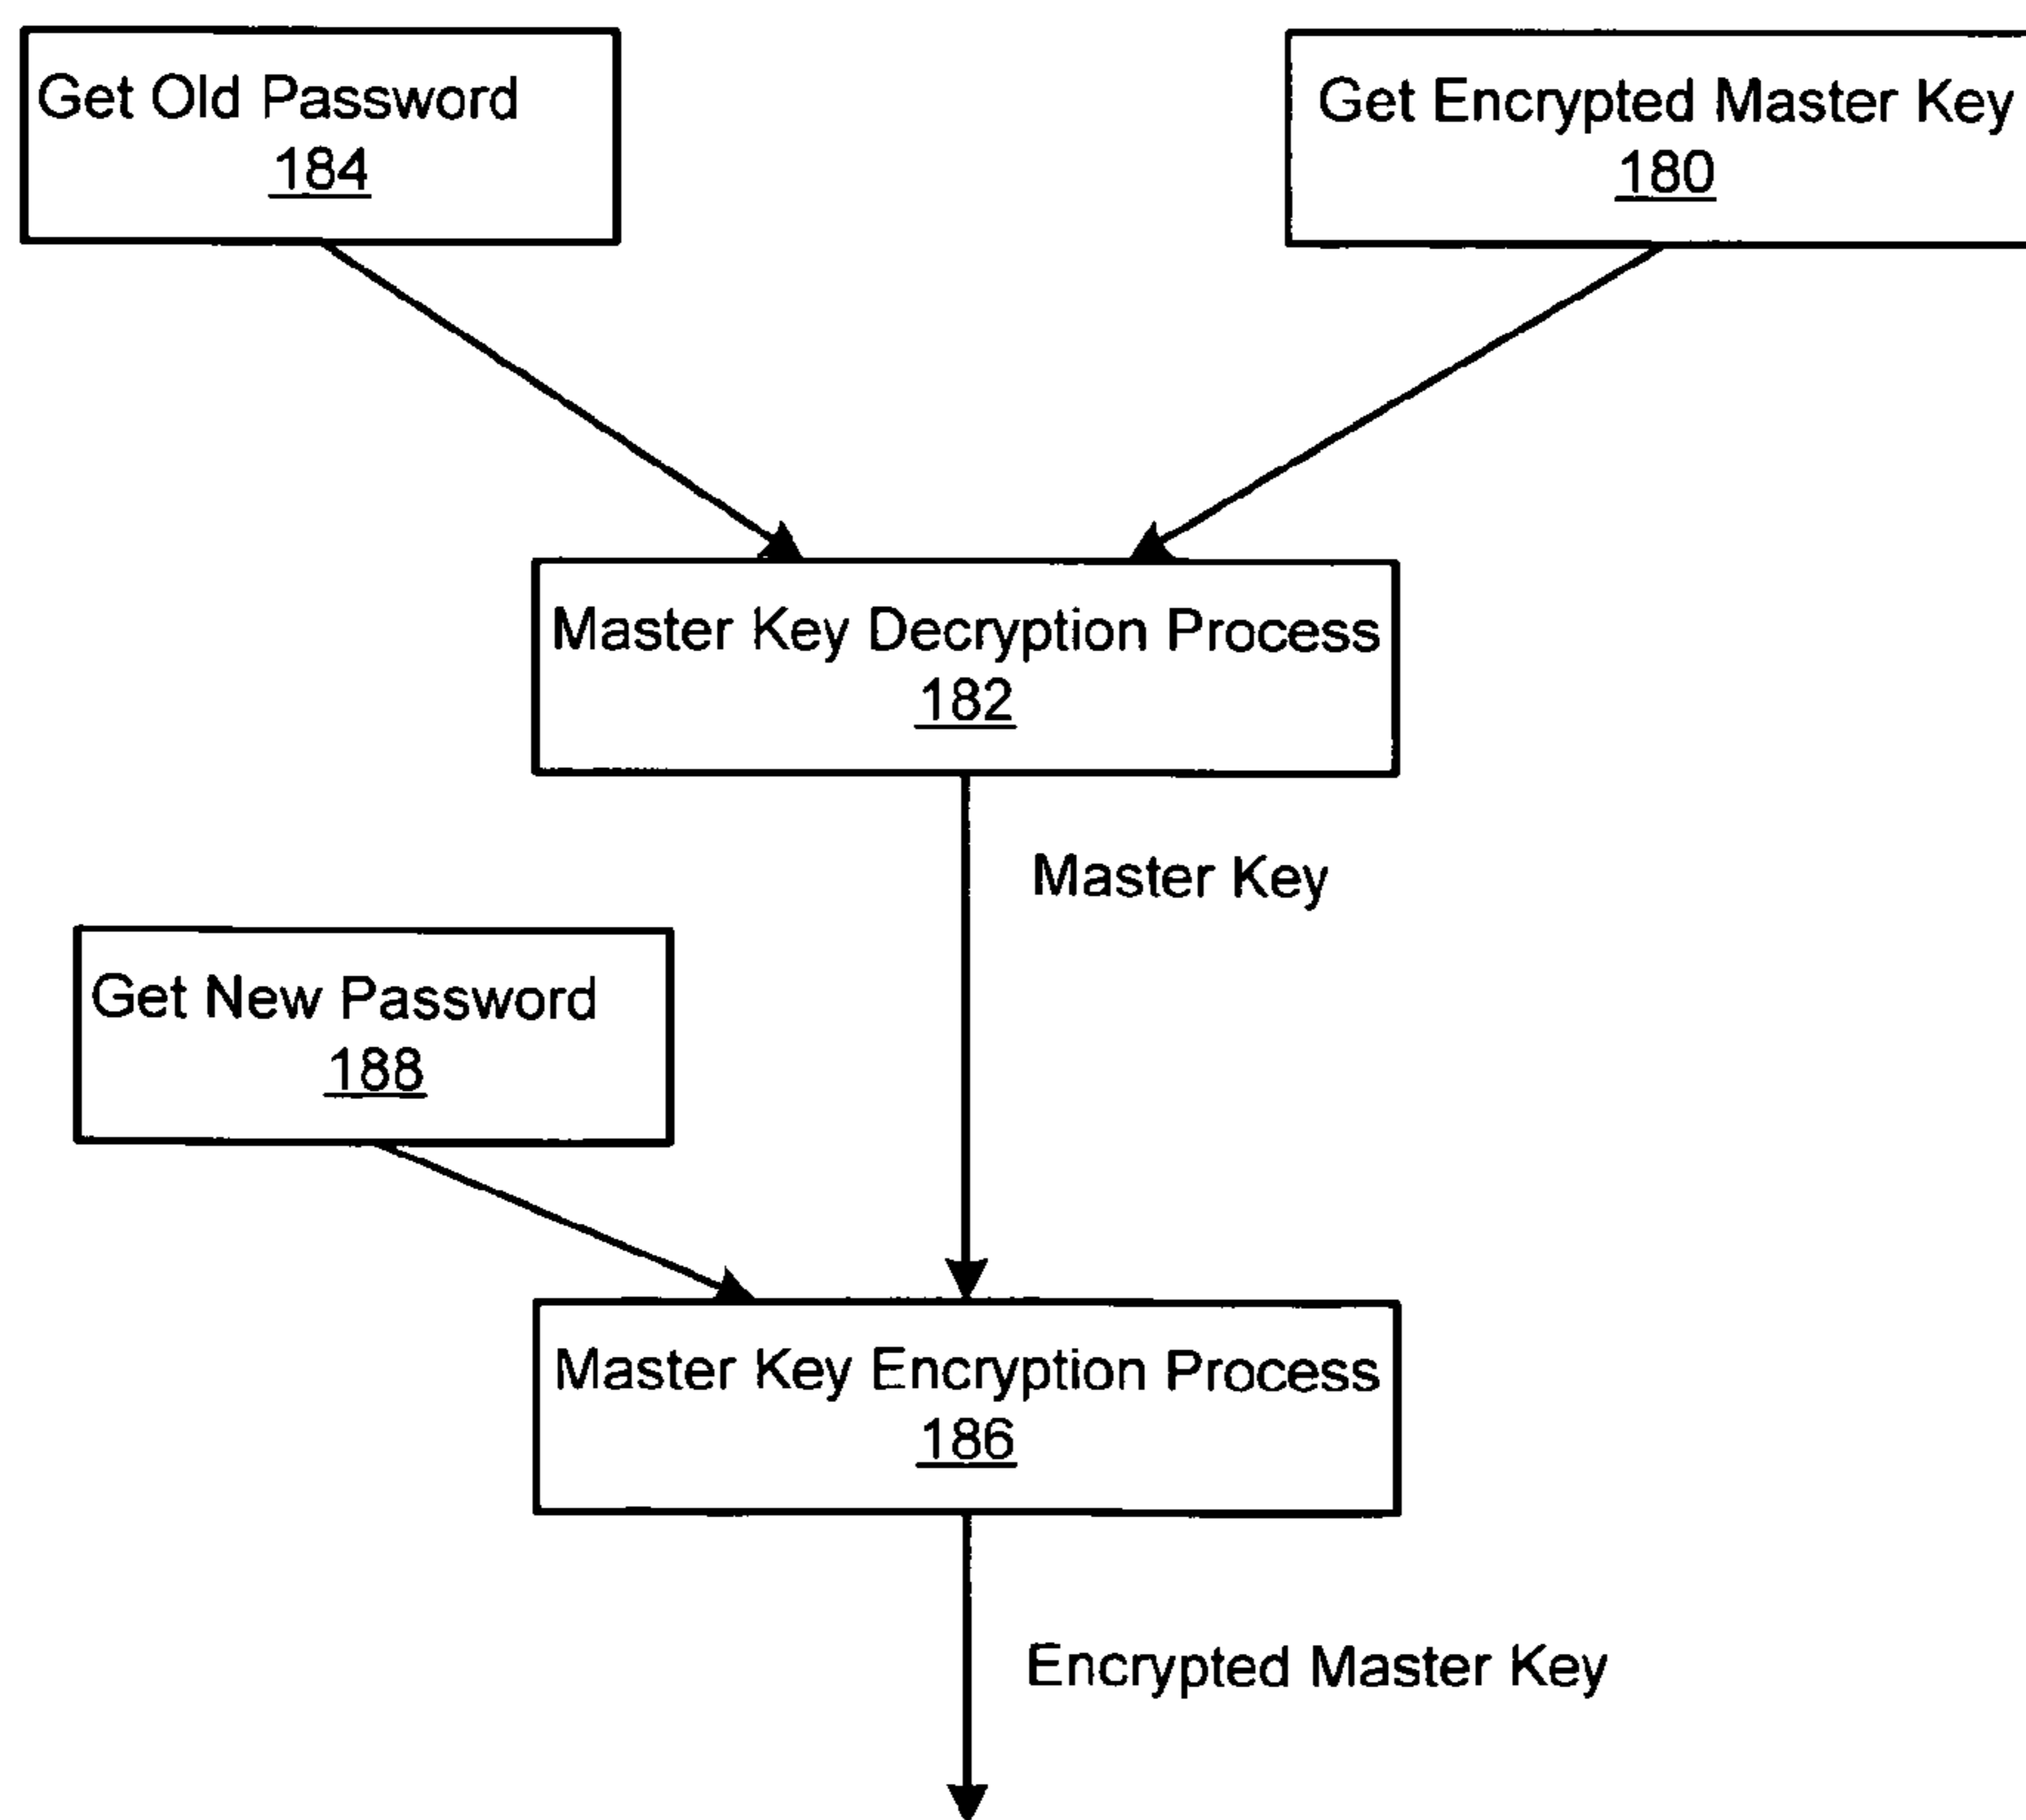 Get Old Password
184
Get Encrypted Master Key
180
Master Key Decryption Process
182
Master Key
Get New Password
188
Master Key Encryption Process
186
Encrypted Master Key